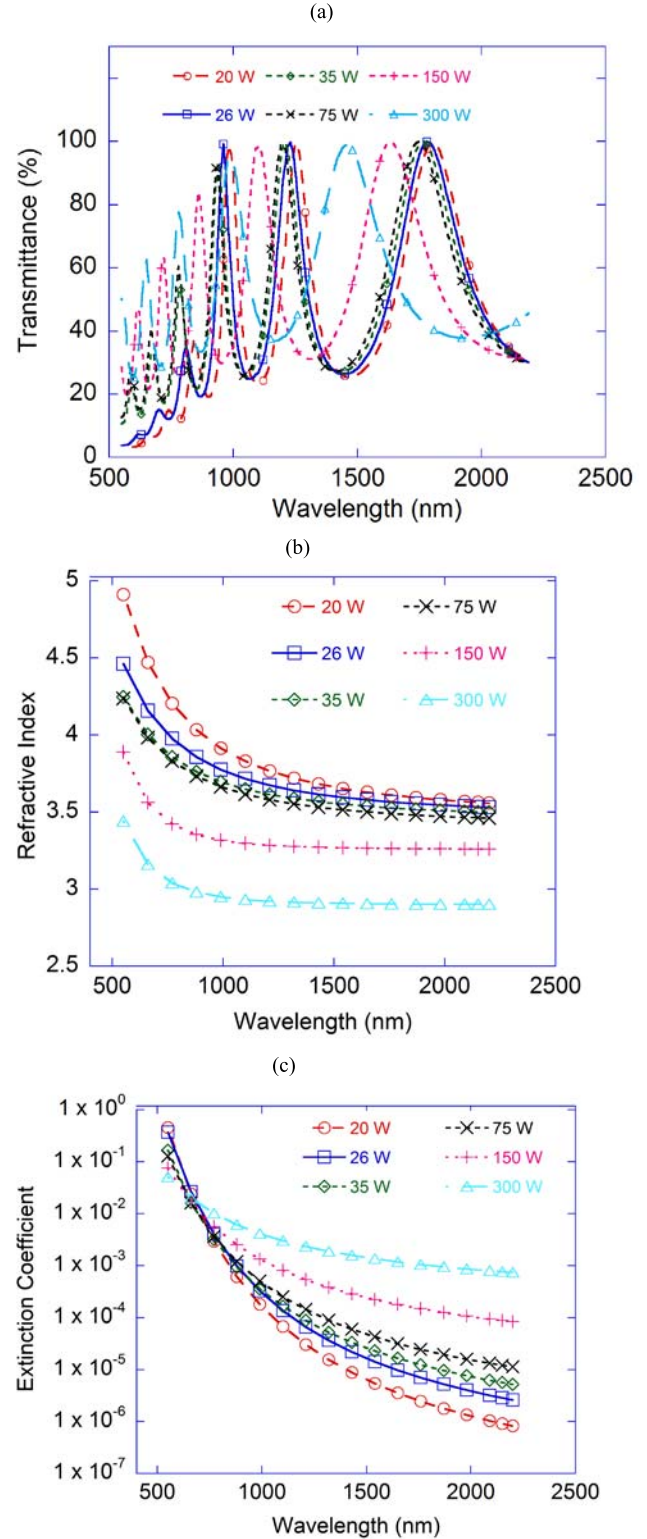 (a)
20 W 35 W 150 W
26 W 75 W 300 W
120
100
80
60
40
20
0
Transmittance (%)
500 1000 1500 2000 2500
Wavelength (nm)
(b)
20 W 75 W
26 W 150 W
35 W 300 W
5
4.5
4
3.5
3
2.5
Refractive Index
500 1000 1500 2000 2500
Wavelength (nm)
(c)
20 W 75 W
26 W 150 W
35 W 300 W
1 x 10⁰
1 x 10⁻¹
1 x 10⁻²
1 x 10⁻³
1 x 10⁻⁴
1 x 10⁻⁵
1 x 10⁻⁶
1 x 10⁻⁷
Extinction Coefficient
500 1000 1500 2000 2500
Wavelength (nm)